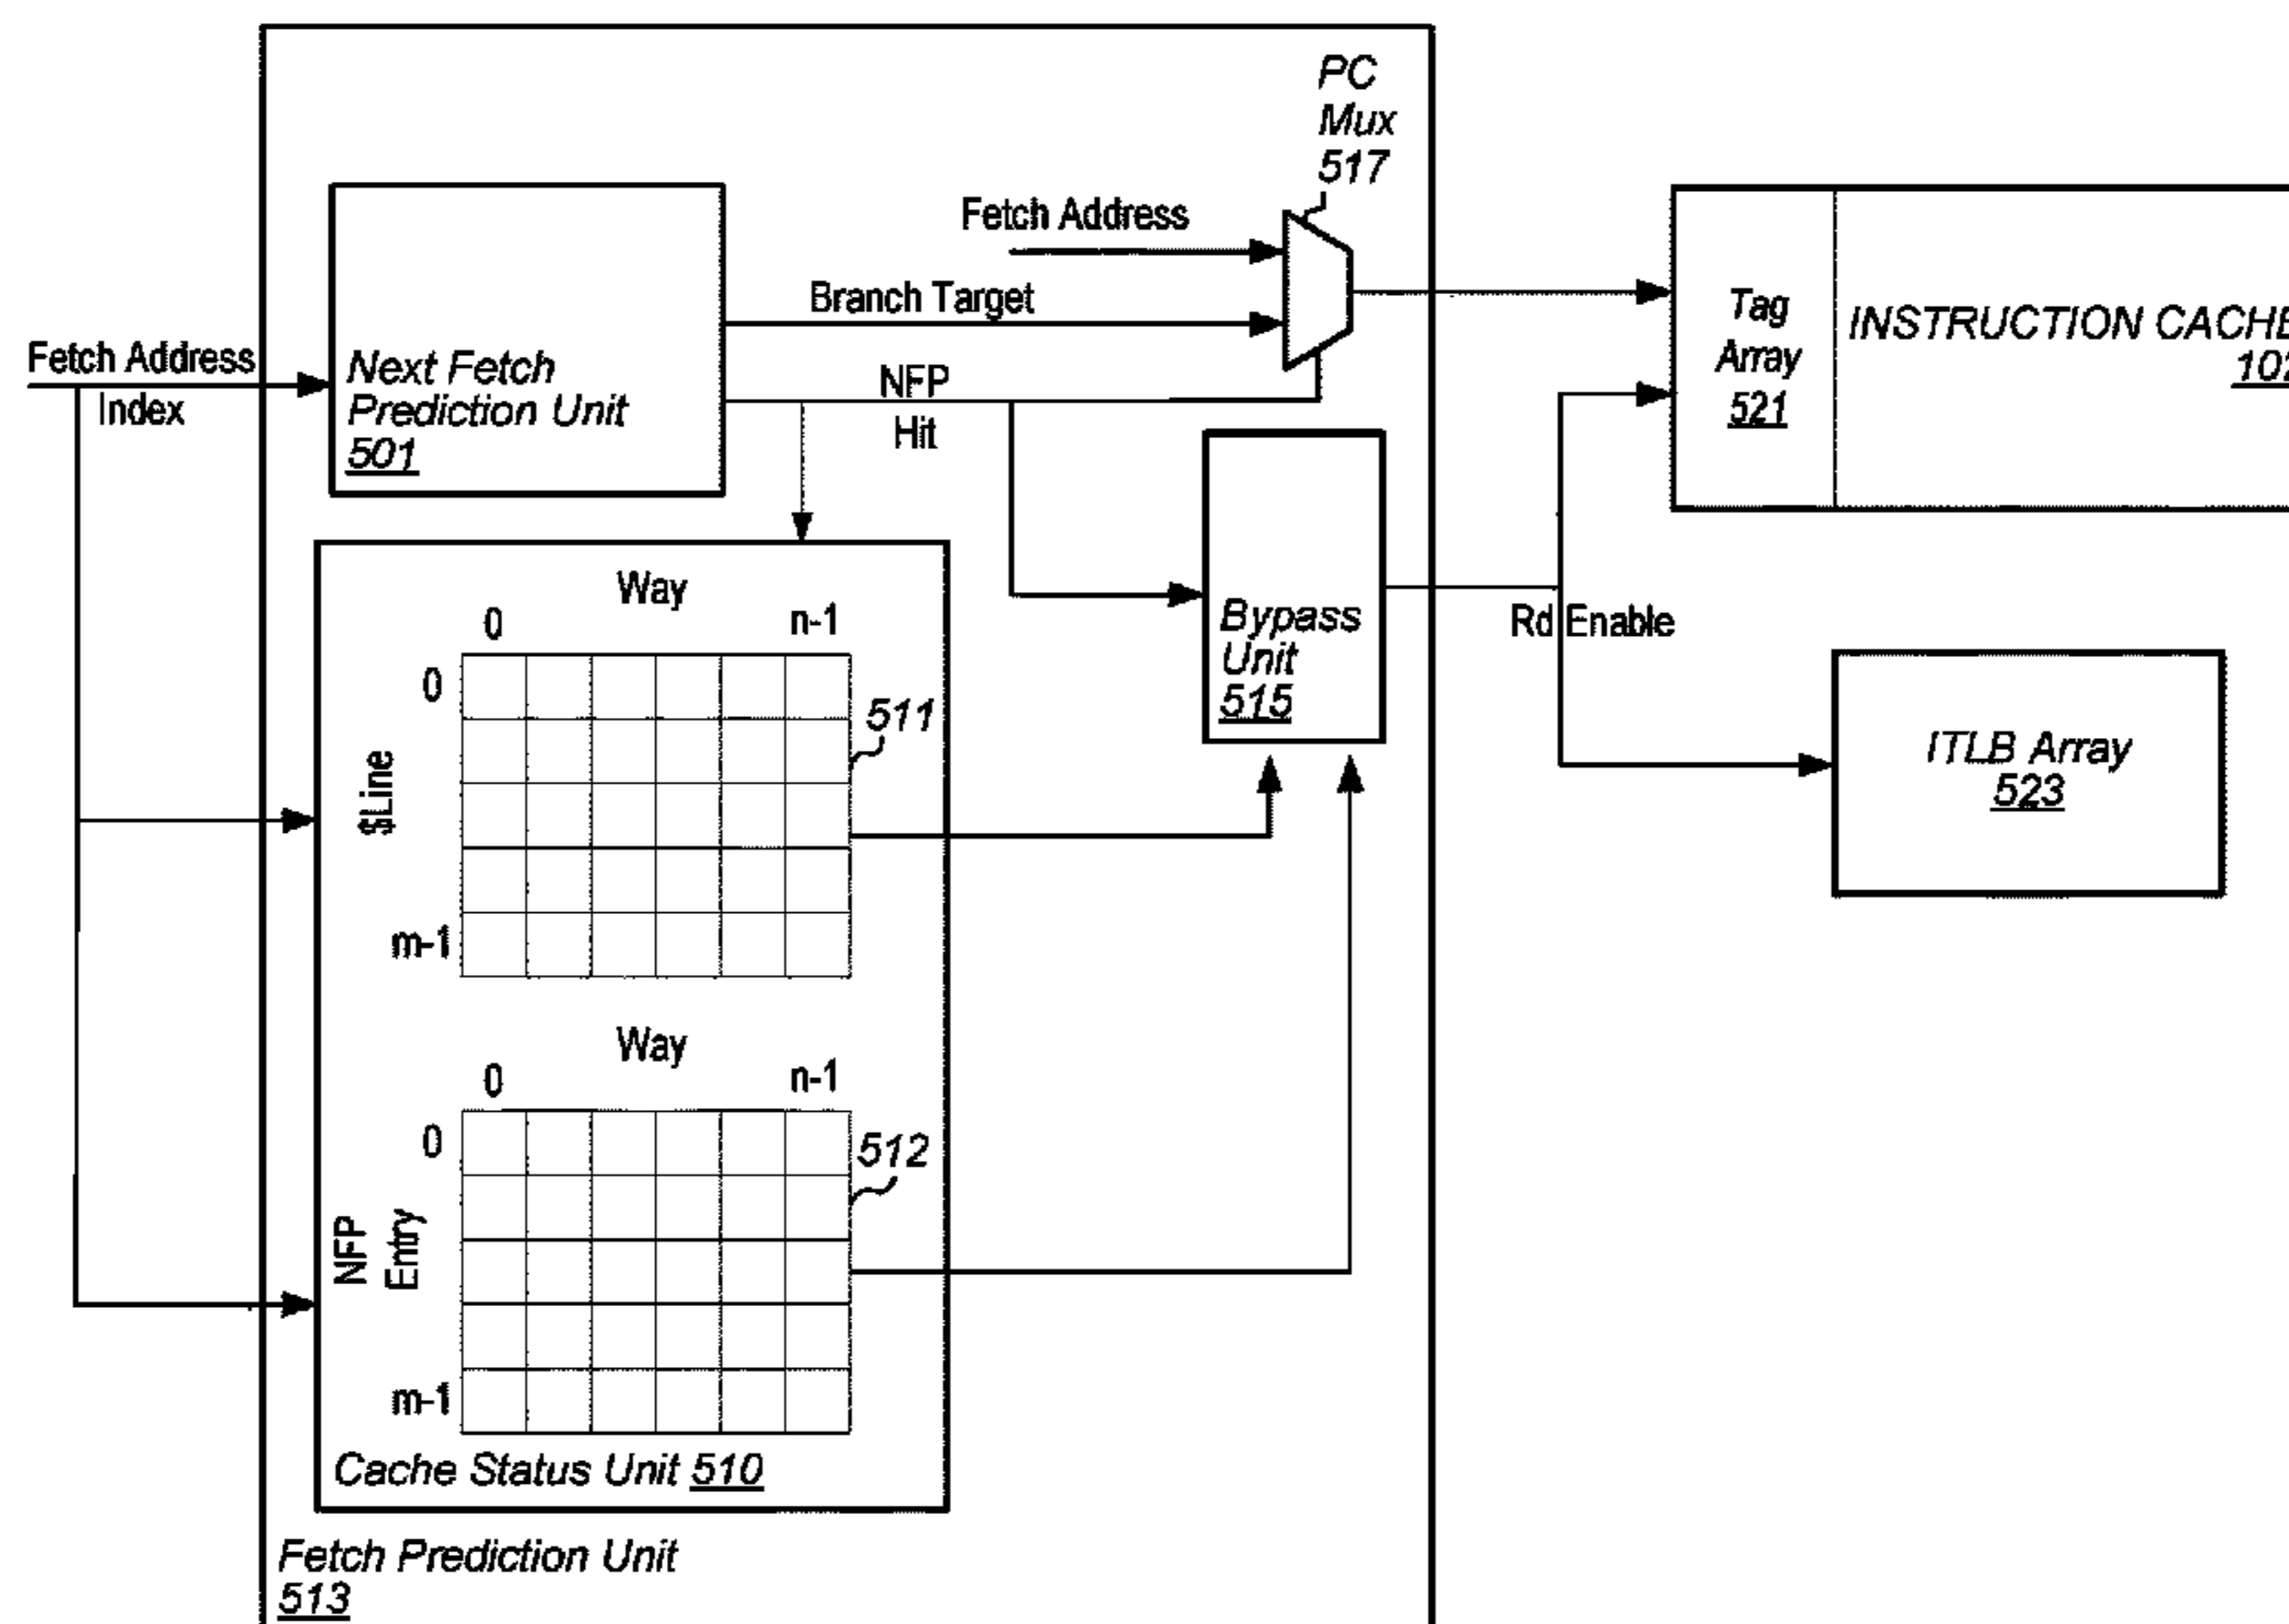 PC
Mux
517
Fetch Address
Branch Target
Fetch Address
Index
Next Fetch
Prediction Unit
501
NFP
Hit
Tag
Array
521
INSTRUCTION CACHE
102
Way
0 n-1
0
$Line
m-1
511
Bypass
Unit
515
Rd Enable
ITLB Array
523
Way
0 n-1
0
NFP
Entry
m-1
512
Cache Status Unit 510
Fetch Prediction Unit
513